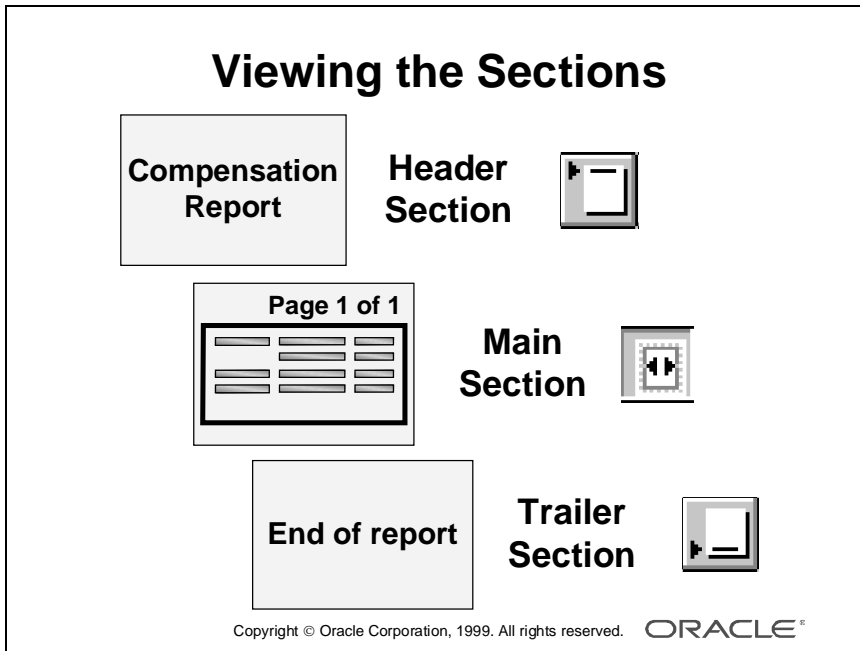 Viewing the Sections
Compensation
Report
Header
Section
Page 1 of 1
Main
Section
End of report
Trailer
Section
Copyright © Oracle Corporation, 1999. All rights reserved.
ORACLE®